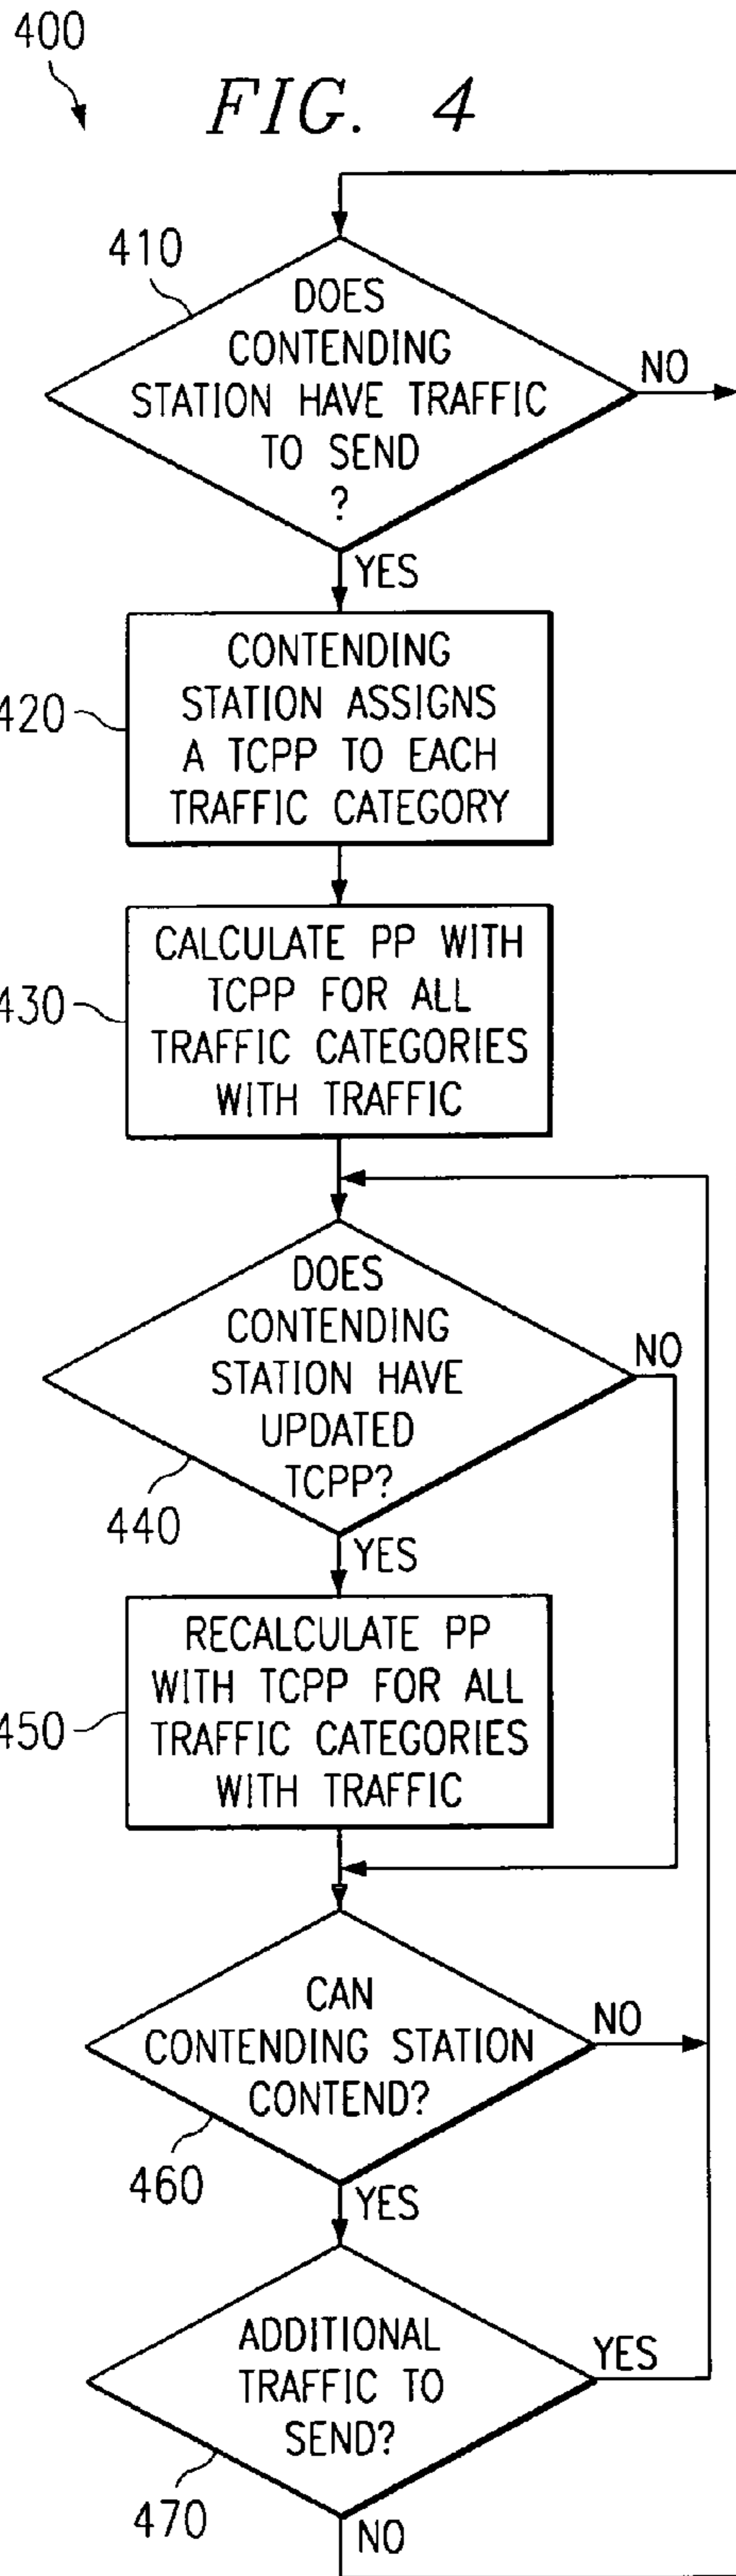 400
FIG. 4
410
DOES
CONTENDING
STATION HAVE TRAFFIC
TO SEND
?
NO
YES
420
CONTENDING
STATION ASSIGNS
A TCPP TO EACH
TRAFFIC CATEGORY
430
CALCULATE PP WITH
TCPP FOR ALL
TRAFFIC CATEGORIES
WITH TRAFFIC
DOES
CONTENDING
STATION HAVE
UPDATED
TCPP?
NO
440
YES
450
RECALCULATE PP
WITH TCPP FOR ALL
TRAFFIC CATEGORIES
WITH TRAFFIC
CAN
CONTENDING STATION
CONTEND?
NO
460
YES
ADDITIONAL
TRAFFIC TO
SEND?
YES
470
NO